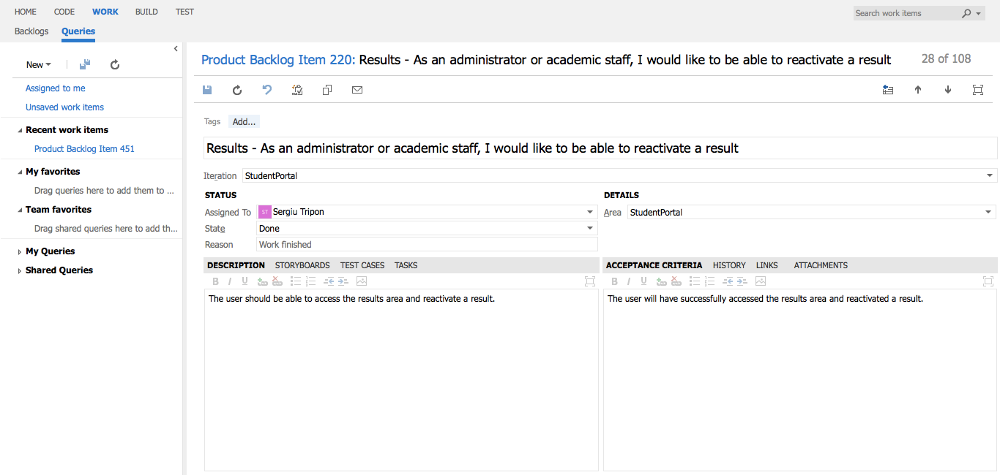 HOME CODE WORK BUILD TEST
Search work items
Backlogs Queries
New
Assigned to me
Unsaved work items
Recent work items
Product Backlog Item 451
My favorites
Drag queries here to add them to ...
Team favorites
Drag shared queries here to add th...
My Queries
Shared Queries
Product Backlog Item 220: Results - As an administrator or academic staff, I would like to be able to reactivate a result
28 of 108
Tags Add...
Results - As an administrator or academic staff, I would like to be able to reactivate a result
Iteration StudentPortal
STATUS
Assigned To ST Sergiu Tripon
State Done
Reason Work finished
DETAILS
Area StudentPortal
DESCRIPTION STORYBOARDS TEST CASES TASKS
B I U
The user should be able to access the results area and reactivate a result.
ACCEPTANCE CRITERIA HISTORY LINKS ATTACHMENTS
B I U
The user will have successfully accessed the results area and reactivated a result.